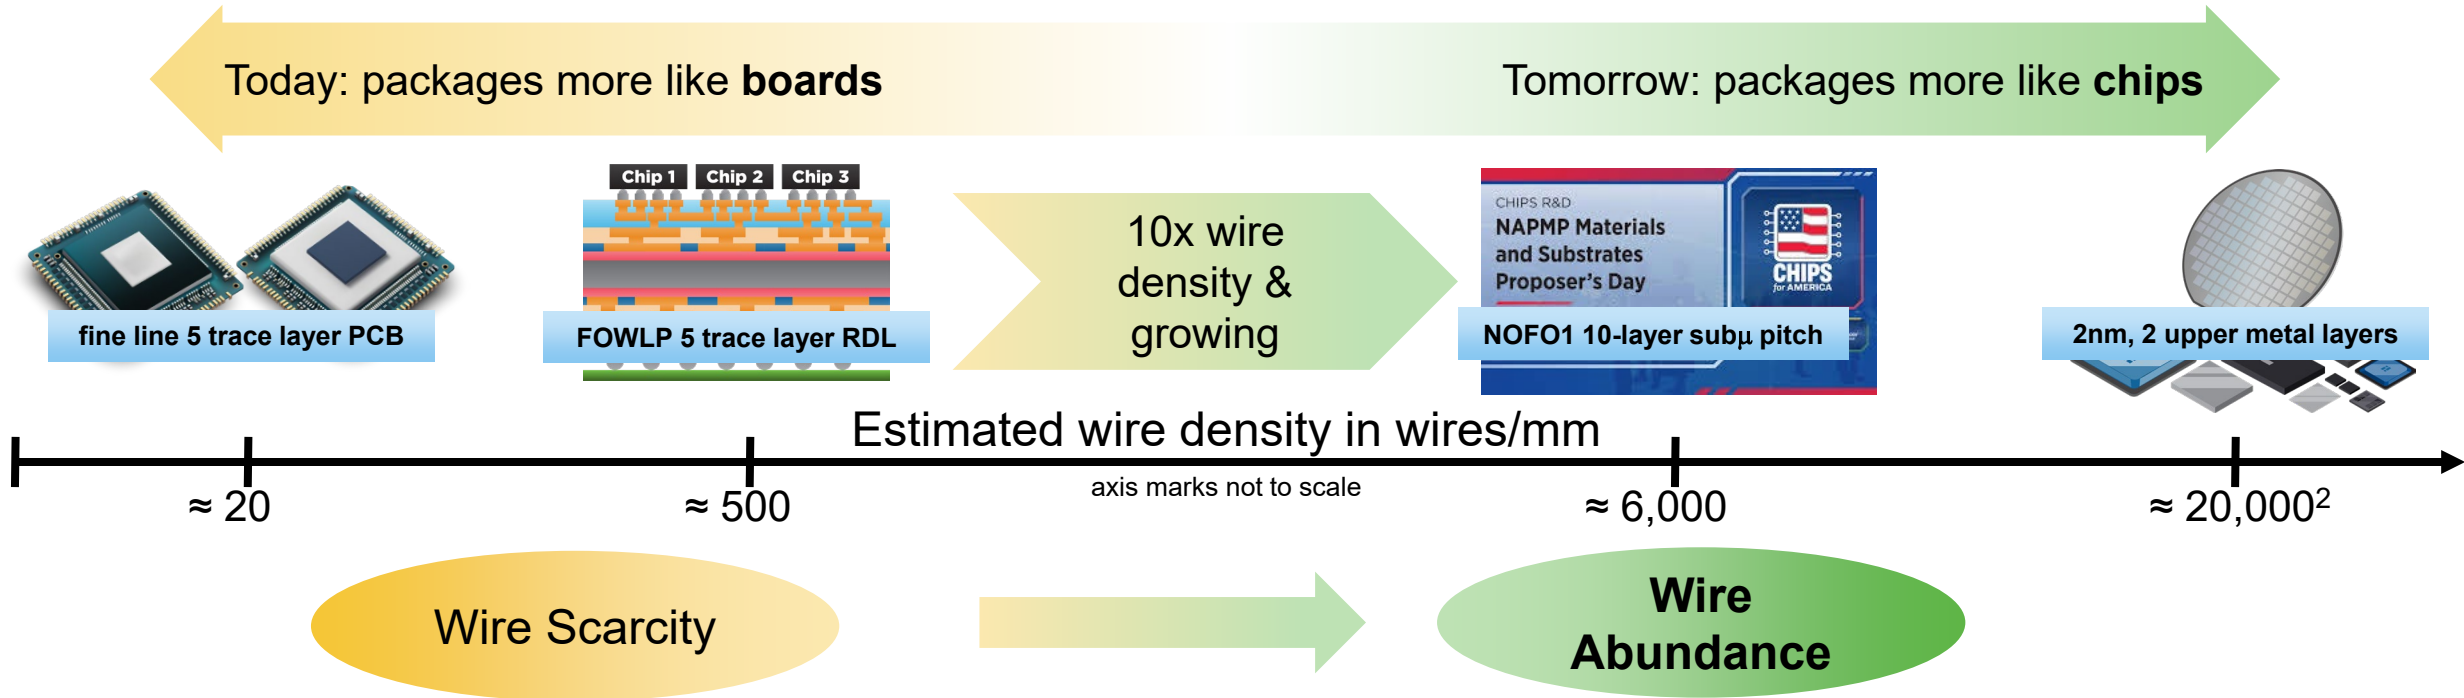 Today: packages more like boards
Tomorrow: packages more like chips
Chip 1
Chip 2
Chip 3
10x wire
density &
growing
CHIPS R&D
NAPMP Materials
and Substrates
Proposer's Day
CHIPS
for AMERICA
fine line 5 trace layer PCB
FOWLP 5 trace layer RDL
NOFO1 10-layer subμ pitch
2nm, 2 upper metal layers
Estimated wire density in wires/mm
axis marks not to scale
≈ 20
≈ 500
≈ 6,000
≈ 20,000²
Wire Scarcity
Wire
Abundance